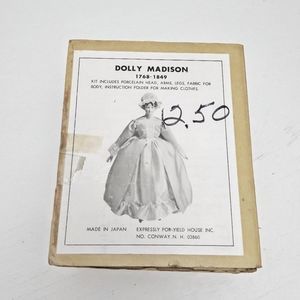 DOLLY MADISON
1768-1849
KIT INCLUDES PORCELAIN HEAD, ARMS, LEGS, FABRIC FOR
BODY, INSTRUCTION FOLDER FOR MAKING CLOTHES.
2.50
MADE IN JAPAN EXPRESSLY FOR-YIELD HOUSE INC.
NO. CONWAY, N. H. 03860